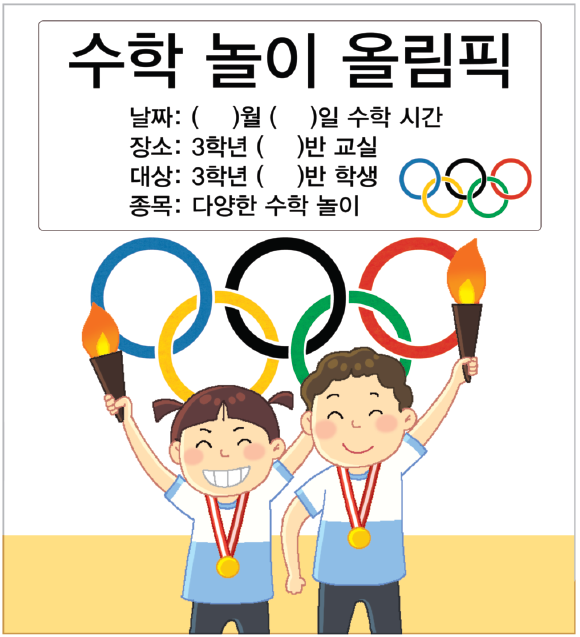 수학 놀이 올림픽
날짜: (    )월 (    )일 수학 시간
장소: 3학년 (    )반 교실
대상: 3학년 (    )반 학생
종목: 다양한 수학 놀이